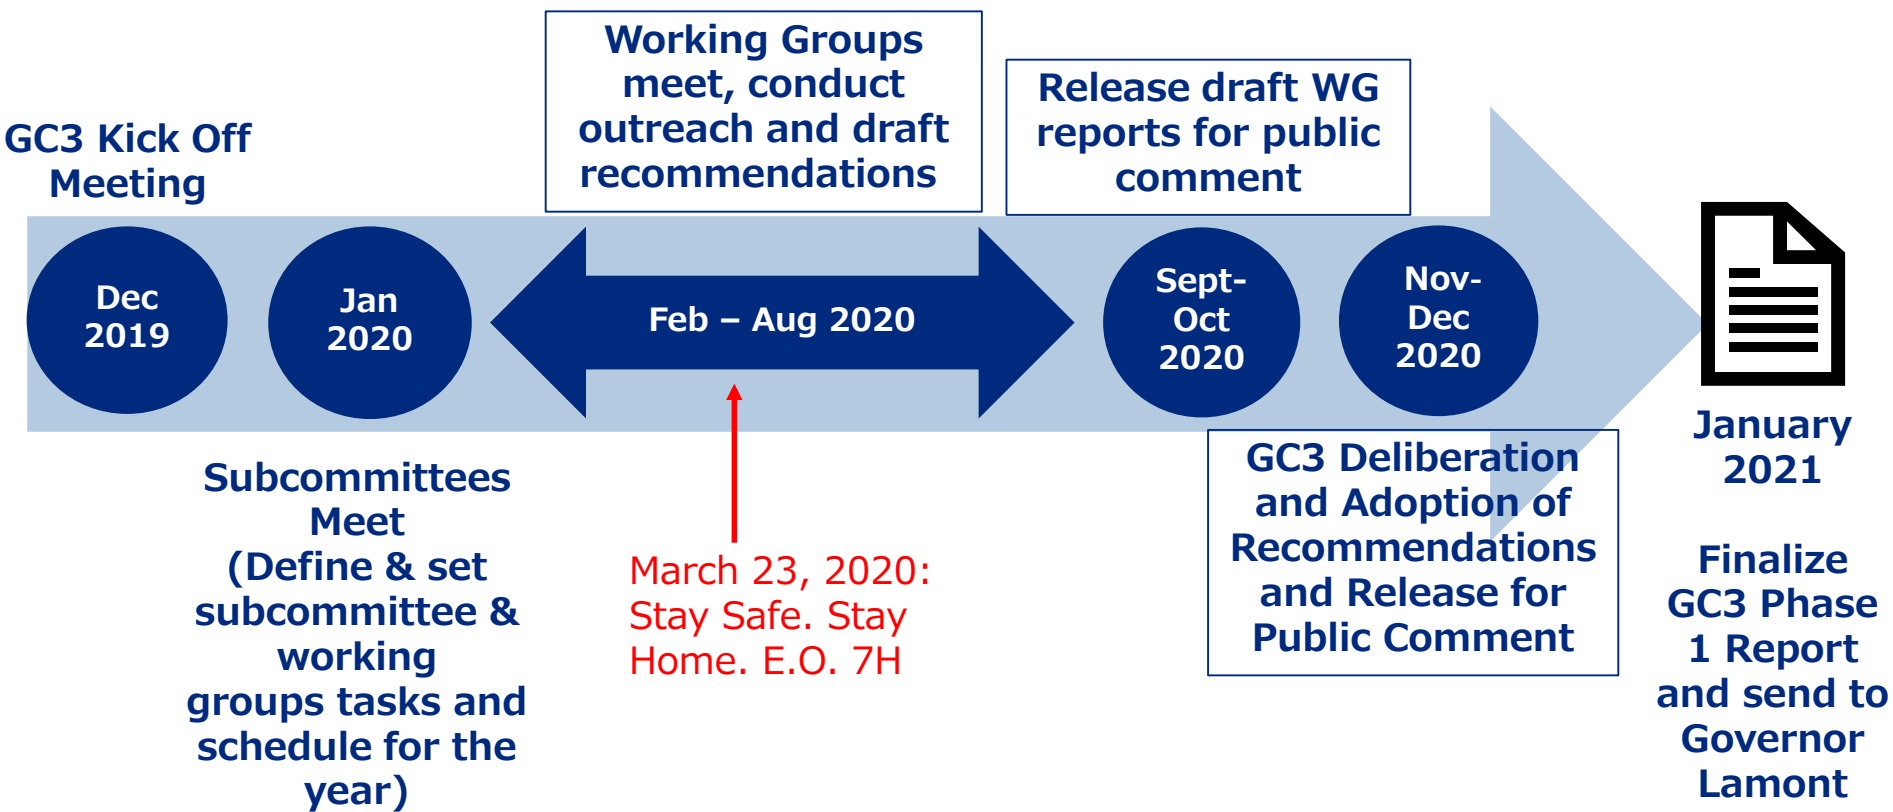 GC3 Kick Off
Meeting
Dec
2019
Jan
2020
Subcommittees
Meet
(Define & set
subcommittee &
working
groups tasks and
schedule for the
year)
Working Groups
meet, conduct
outreach and draft
recommendations
Feb – Aug 2020
March 23, 2020:
Stay Safe. Stay
Home. E.O. 7H
Release draft WG
reports for public
comment
Sept-
Oct
2020
Nov-
Dec
2020
GC3 Deliberation
and Adoption of
Recommendations
and Release for
Public Comment
January
2021
Finalize
GC3 Phase
1 Report
and send to
Governor
Lamont